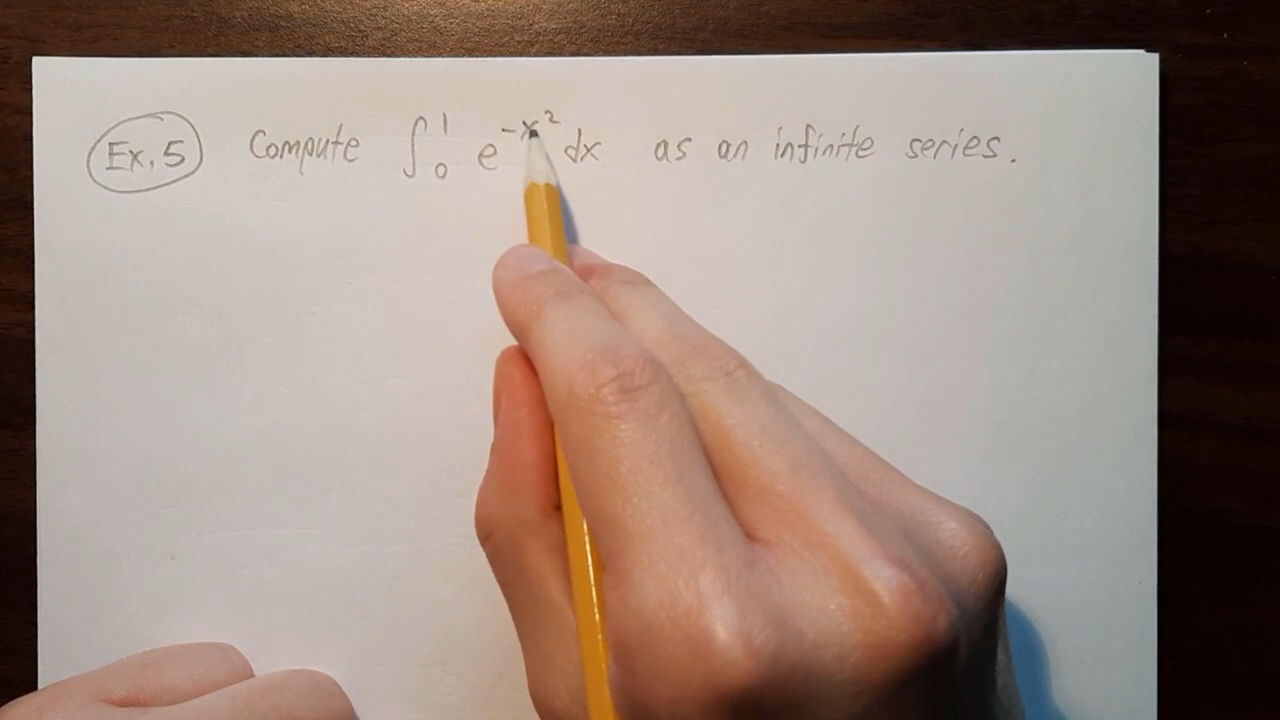 Ex. 5 Compute ∫₀¹ e^{-x²} dx as an infinite series.